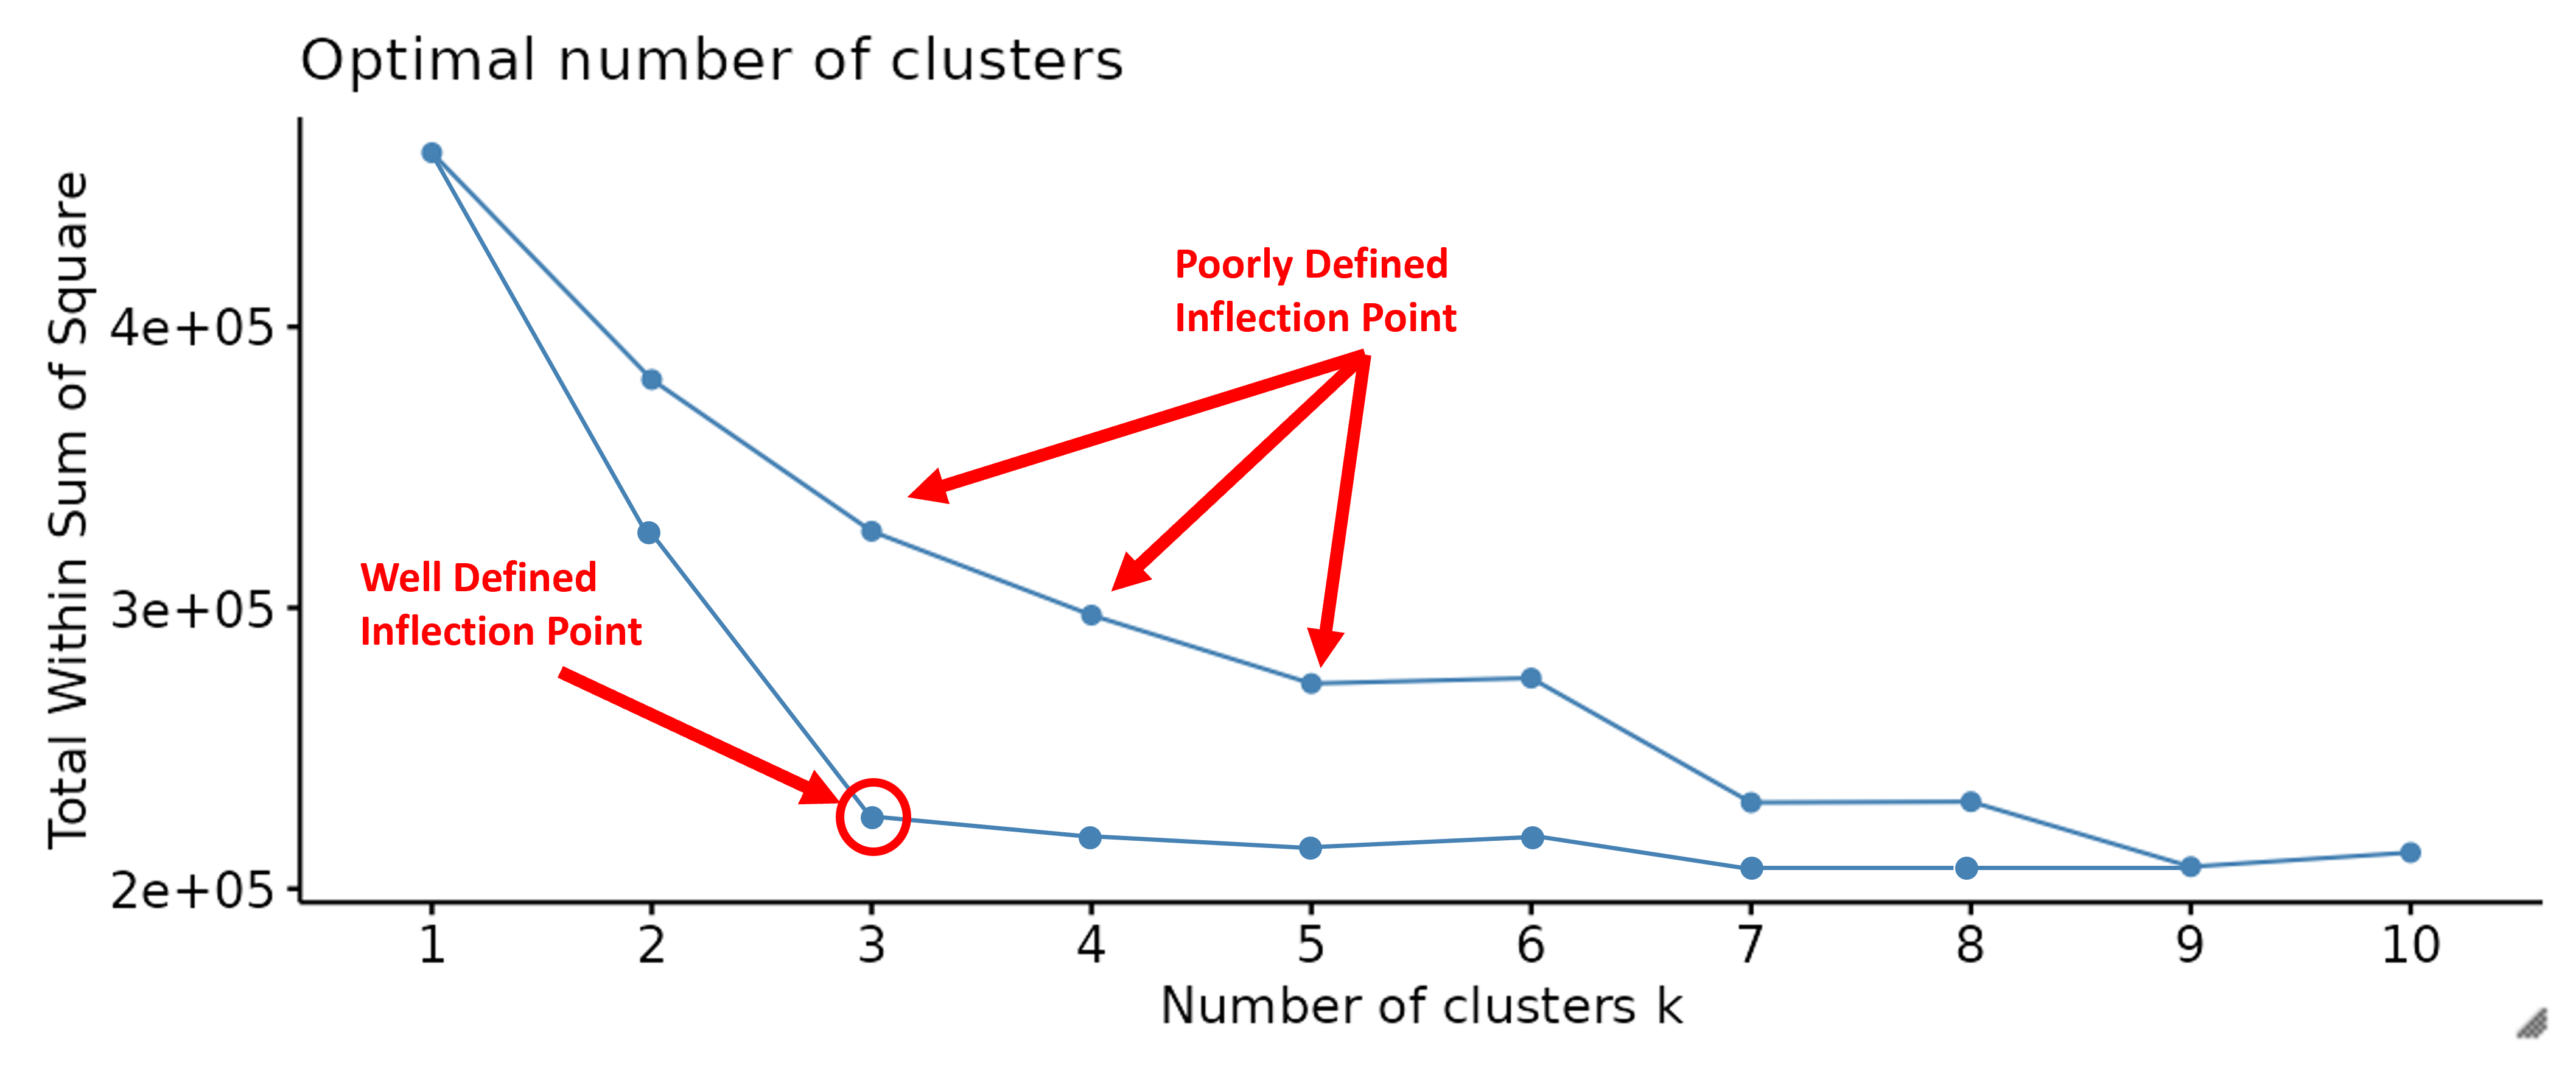 Optimal number of clusters
Total Within Sum of Square
4e+05
3e+05
2e+05
Poorly Defined
Inflection Point
Well Defined
Inflection Point
1 2 3 4 5 6 7 8 9 10
Number of clusters k